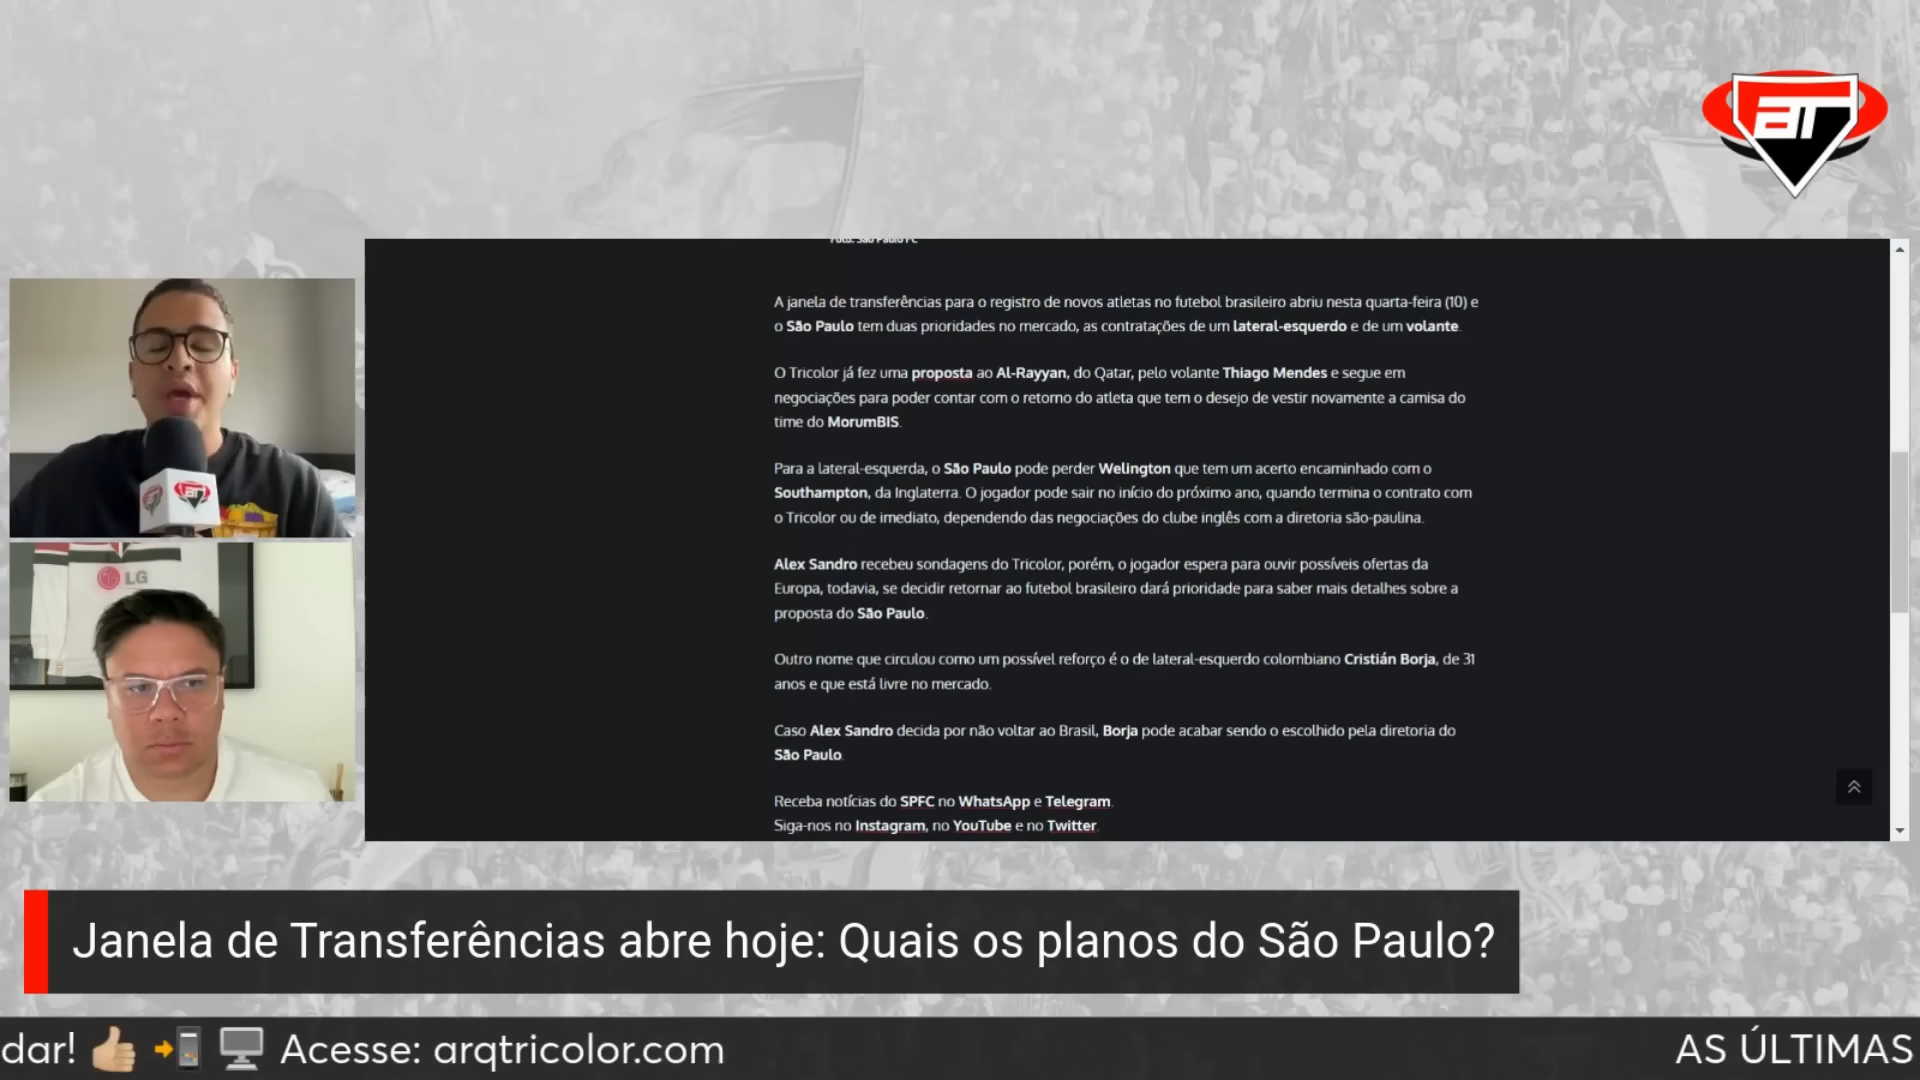 Foto: São Paulo FC
A janela de transferências para o registro de novos atletas no futebol brasileiro abriu nesta quarta-feira (10) e
o São Paulo tem duas prioridades no mercado, as contratações de um lateral-esquerdo e de um volante.
O Tricolor já fez uma proposta ao Al-Rayyan, do Qatar, pelo volante Thiago Mendes e segue em
negociações para poder contar com o retorno do atleta que tem o desejo de vestir novamente a camisa do
time do MorumBIS.
Para a lateral-esquerda, o São Paulo pode perder Welington que tem um acerto encaminhado com o
Southampton, da Inglaterra. O jogador pode sair no início do próximo ano, quando termina o contrato com
o Tricolor ou de imediato, dependendo das negociações do clube inglês com a diretoria são-paulina.
Alex Sandro recebeu sondagens do Tricolor, porém, o jogador espera para ouvir possíveis ofertas da
Europa, todavia, se decidir retornar ao futebol brasileiro dará prioridade para saber mais detalhes sobre a
proposta do São Paulo.
Outro nome que circulou como um possível reforço é o de lateral-esquerdo colombiano Cristián Borja, de 31
anos e que está livre no mercado.
Caso Alex Sandro decida por não voltar ao Brasil, Borja pode acabar sendo o escolhido pela diretoria do
São Paulo.
Receba notícias do SPFC no WhatsApp e Telegram.
Siga-nos no Instagram, no YouTube e no Twitter.
AT
AT
LG
Janela de Transferências abre hoje: Quais os planos do São Paulo?
dar! 👍🏼 📲 🖥️ Acesse: arqtricolor.com
AS ÚLTIMAS